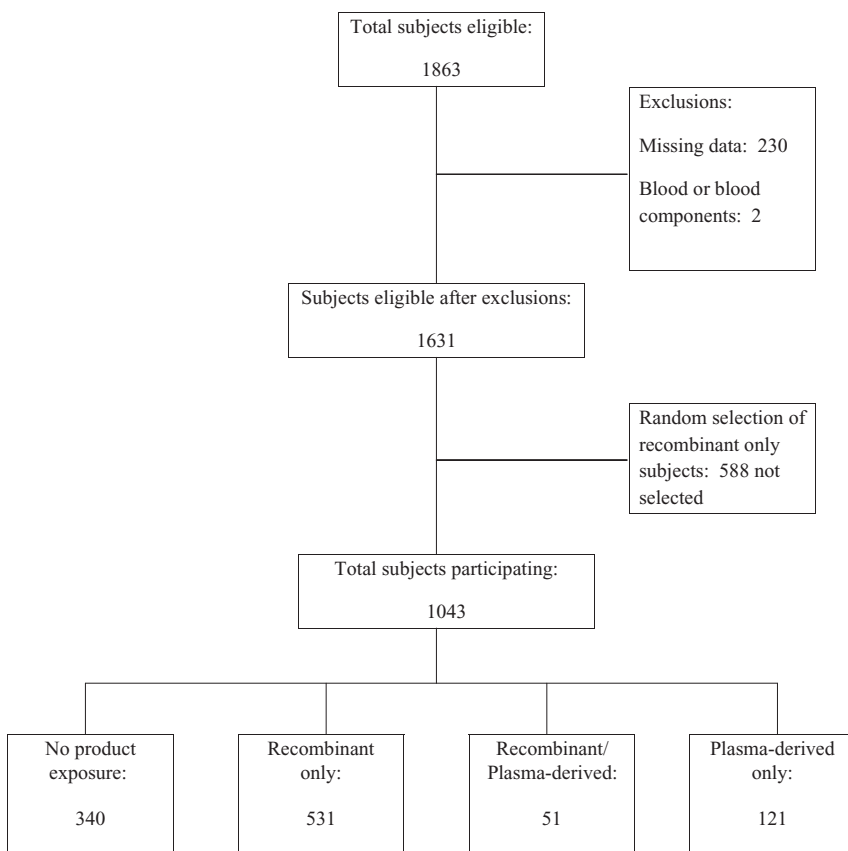 Total subjects eligible:
1863
Exclusions:
Missing data: 230
Blood or blood
components: 2
Subjects eligible after exclusions:
1631
Random selection of
recombinant only
subjects: 588 not
selected
Total subjects participating:
1043
No product
exposure:
340
Recombinant
only:
531
Recombinant/
Plasma-derived:
51
Plasma-derived
only:
121